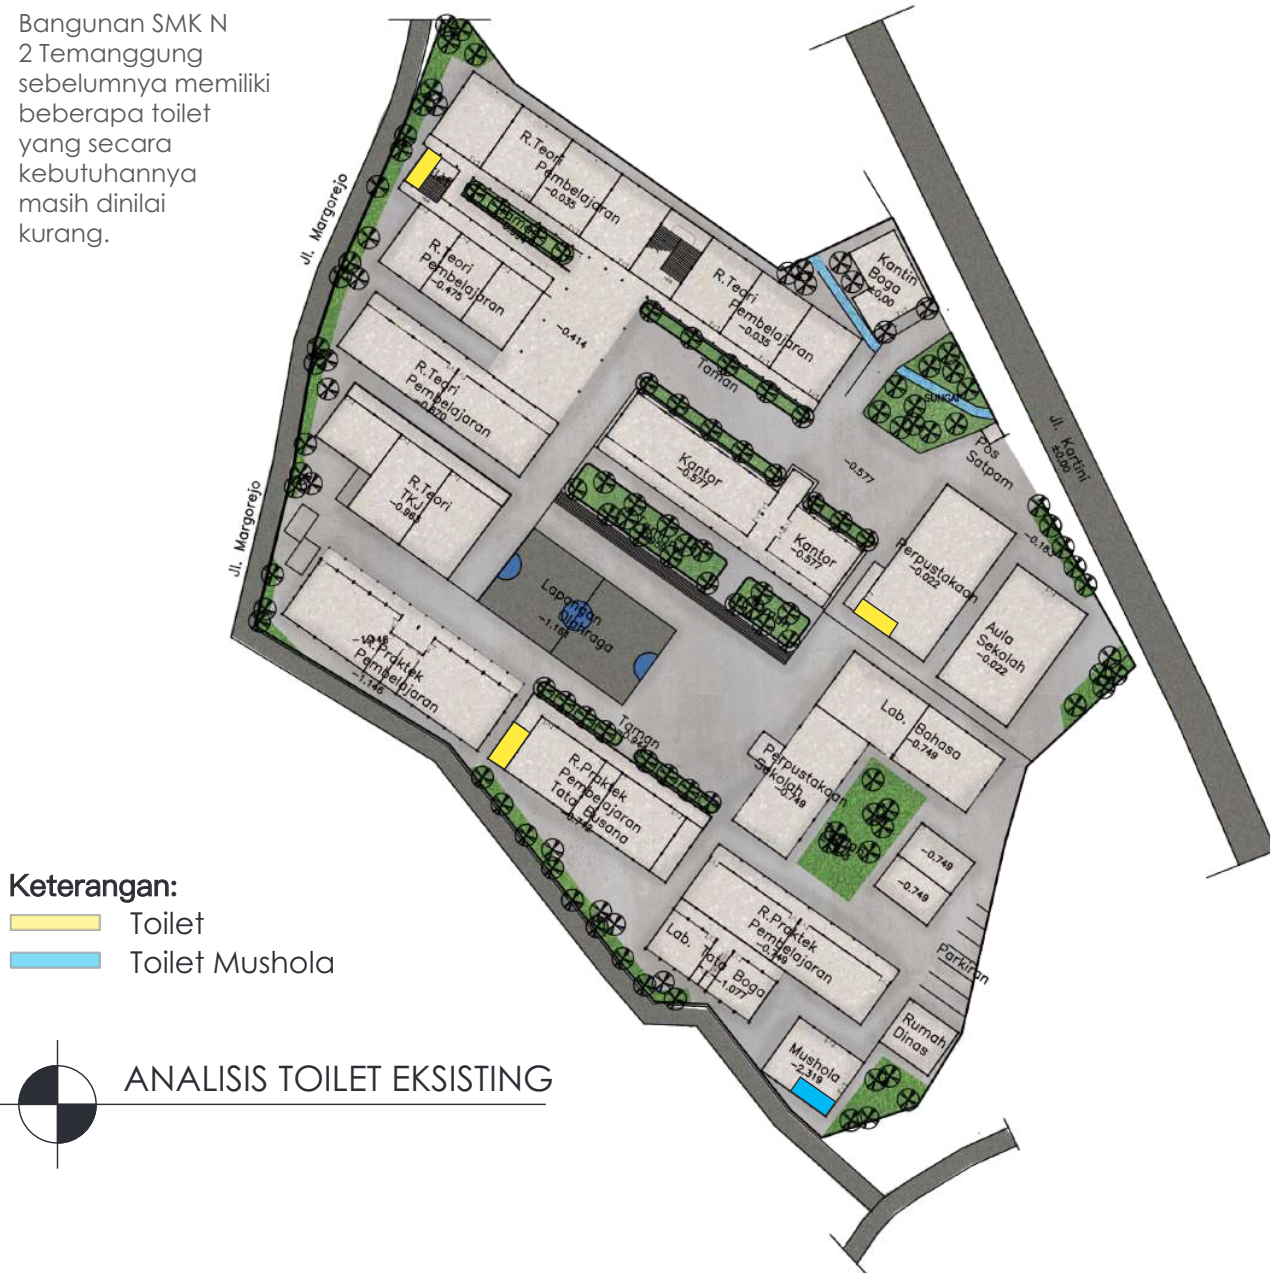 Bangunan SMK N
2 Temanggung
sebelumnya memiliki
beberapa toilet
yang secara
kebutuhannya
masih dinilai
kurang.
Jl. Margorejo
R.Teori
Pembelajaran
-0.035
R.Teori
Pembelajaran
-0.475
-0.414
R.Teori
Pembelajaran
-0.035
Kantin
Boga
±0.00
Taman
SUNGAI
R.Teori
Pembelajaran
-0.670
Jl. Kartini
±0.00
Pos
Satpam
-0.577
Kantor
-0.577
Kantor
-0.577
R.Teori
TKJ
Jl. Margorejo
Perpustakaan
-0.022
Aula
Sekolah
-0.022
Lapangan
Olahraga
R.Praktek
Pembelajaran
-1.146
Taman
Lab. Bahasa
-0.749
Perpustakaan
Sekolah
-0.749
R.Praktek
Pembelajaran
Tata Busana
-0.749
-0.749
R.Praktek
Pembelajaran
Lab. Tata Boga
-1.077
Parkiran
Rumah
Dinas
Mushola
-2.319
Keterangan:
Toilet
Toilet Mushola
ANALISIS TOILET EKSISTING